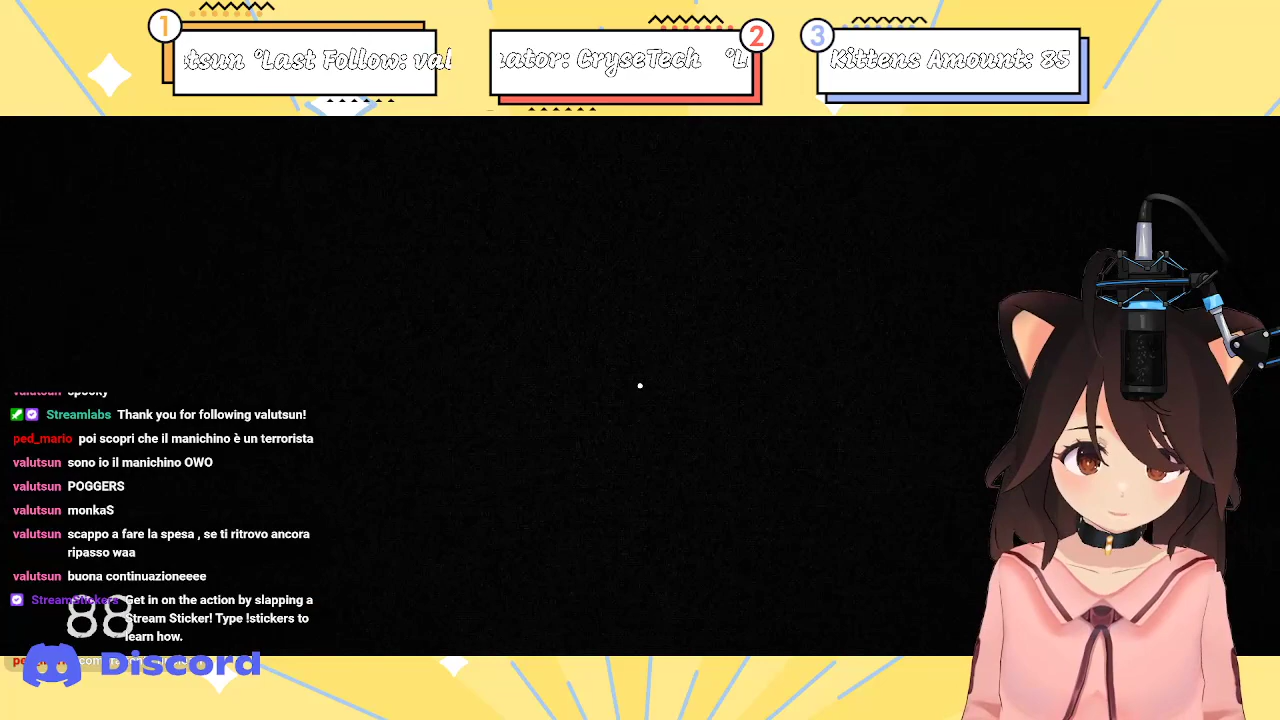 1
tsun °Last Follow: val
ator: CryseTech °L
2
3
Kittens Amount: 85
valutsun spooky
Streamlabs Thank you for following valutsun!
ped_mario poi scopri che il manichino è un terrorista
valutsun sono io il manichino OWO
valutsun POGGERS
valutsun monkaS
valutsun scappo a fare la spesa , se ti ritrovo ancora
ripasso waa
valutsun buona continuazioneeee
StreamStickers Get in on the action by slapping a
Stream Sticker! Type !stickers to
learn how.
88
Discord